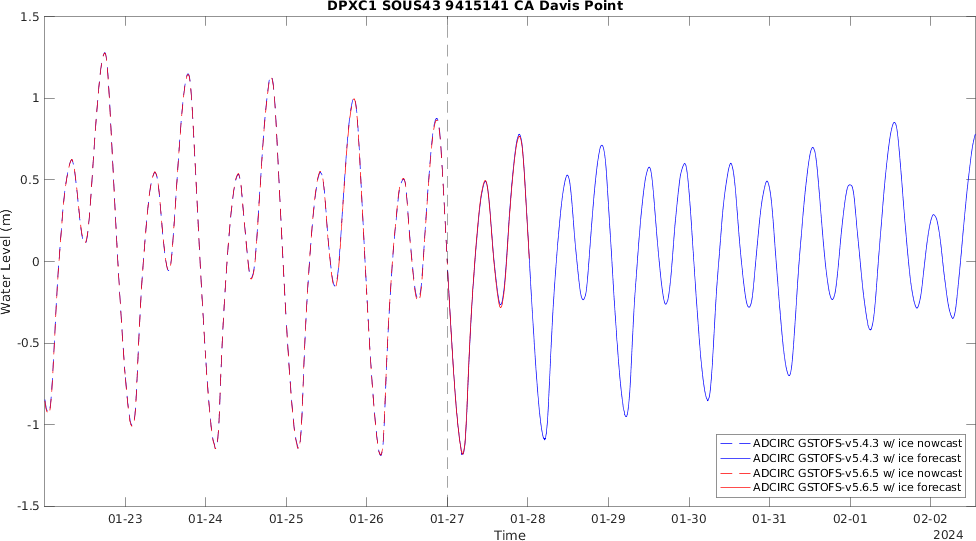 DPXC1 SOUS43 9415141 CA Davis Point
1.5
1
0.5
0
-0.5
-1
-1.5
Water Level (m)
01-23 01-24 01-25 01-26 01-27 01-28 01-29 01-30 01-31 02-01 02-02
Time
2024
ADCIRC GSTOFS-v5.4.3 w/ ice nowcast
ADCIRC GSTOFS-v5.4.3 w/ ice forecast
ADCIRC GSTOFS-v5.6.5 w/ ice nowcast
ADCIRC GSTOFS-v5.6.5 w/ ice forecast